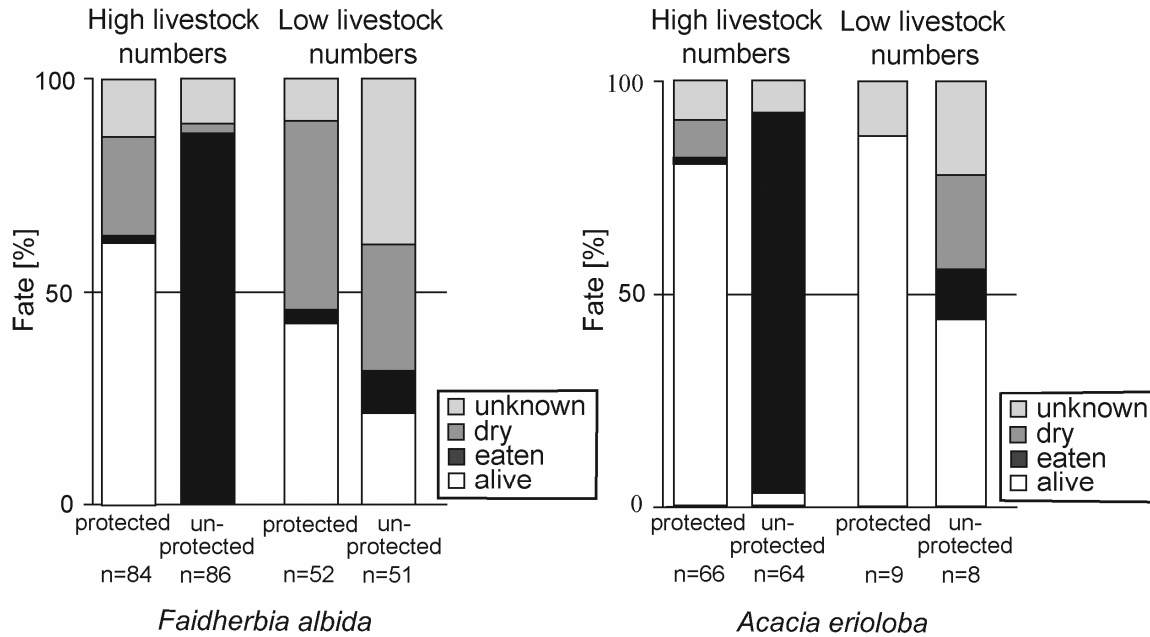 High livestock
numbers
Low livestock
numbers
100
50
0
Fate [%]
unknown
dry
eaten
alive
protected
un-
protected
protected
un-
protected
n=84
n=86
n=52
n=51
Faidherbia albida
High livestock
numbers
Low livestock
numbers
100
50
0
Fate [%]
unknown
dry
eaten
alive
protected
un-
protected
protected
un-
protected
n=66
n=64
n=9
n=8
Acacia erioloba